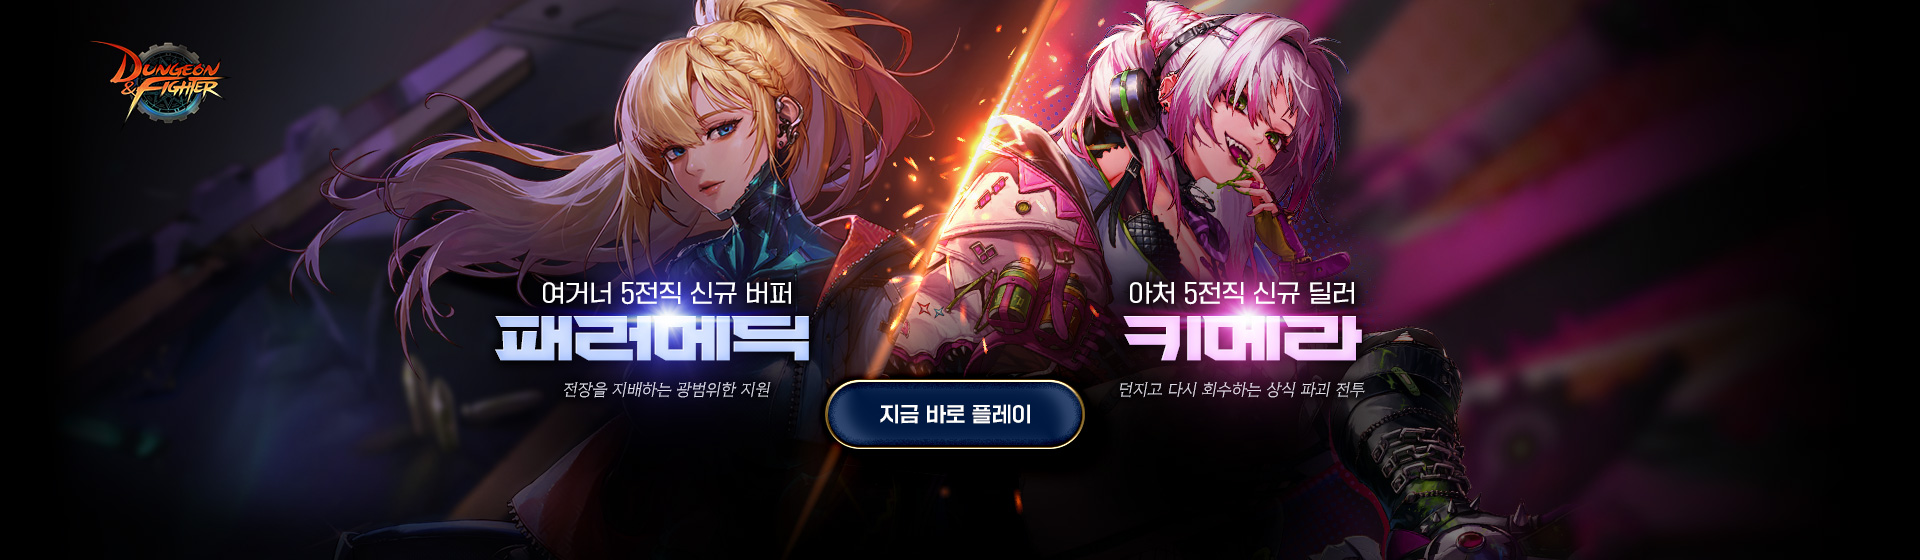 DUNGEON
& FIGHTER
여거너 5전직 신규 버퍼
패러메딕
전장을 지배하는 광범위한 지원
아처 5전직 신규 딜러
키메라
던지고 다시 회수하는 상식 파괴 전투
지금 바로 플레이